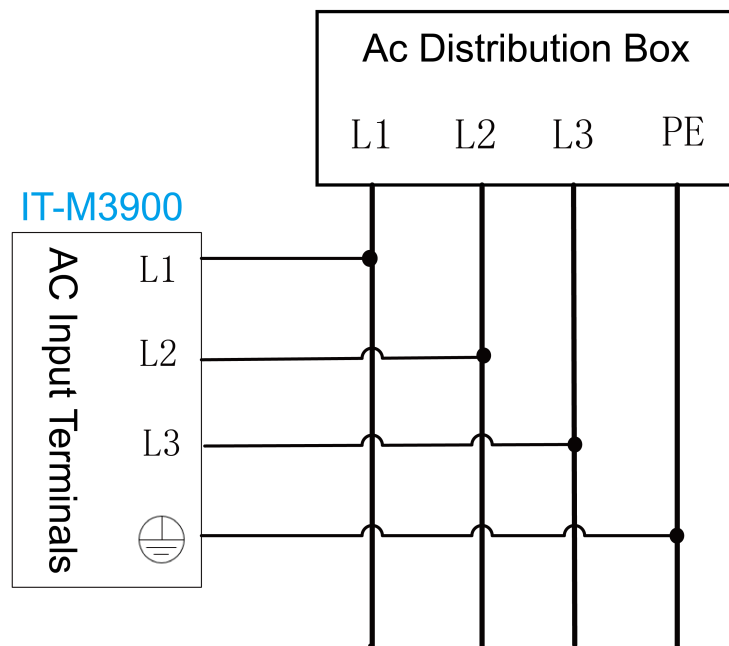 Ac Distribution Box
L1 L2 L3 PE
IT-M3900
AC Input Terminals
L1
L2
L3